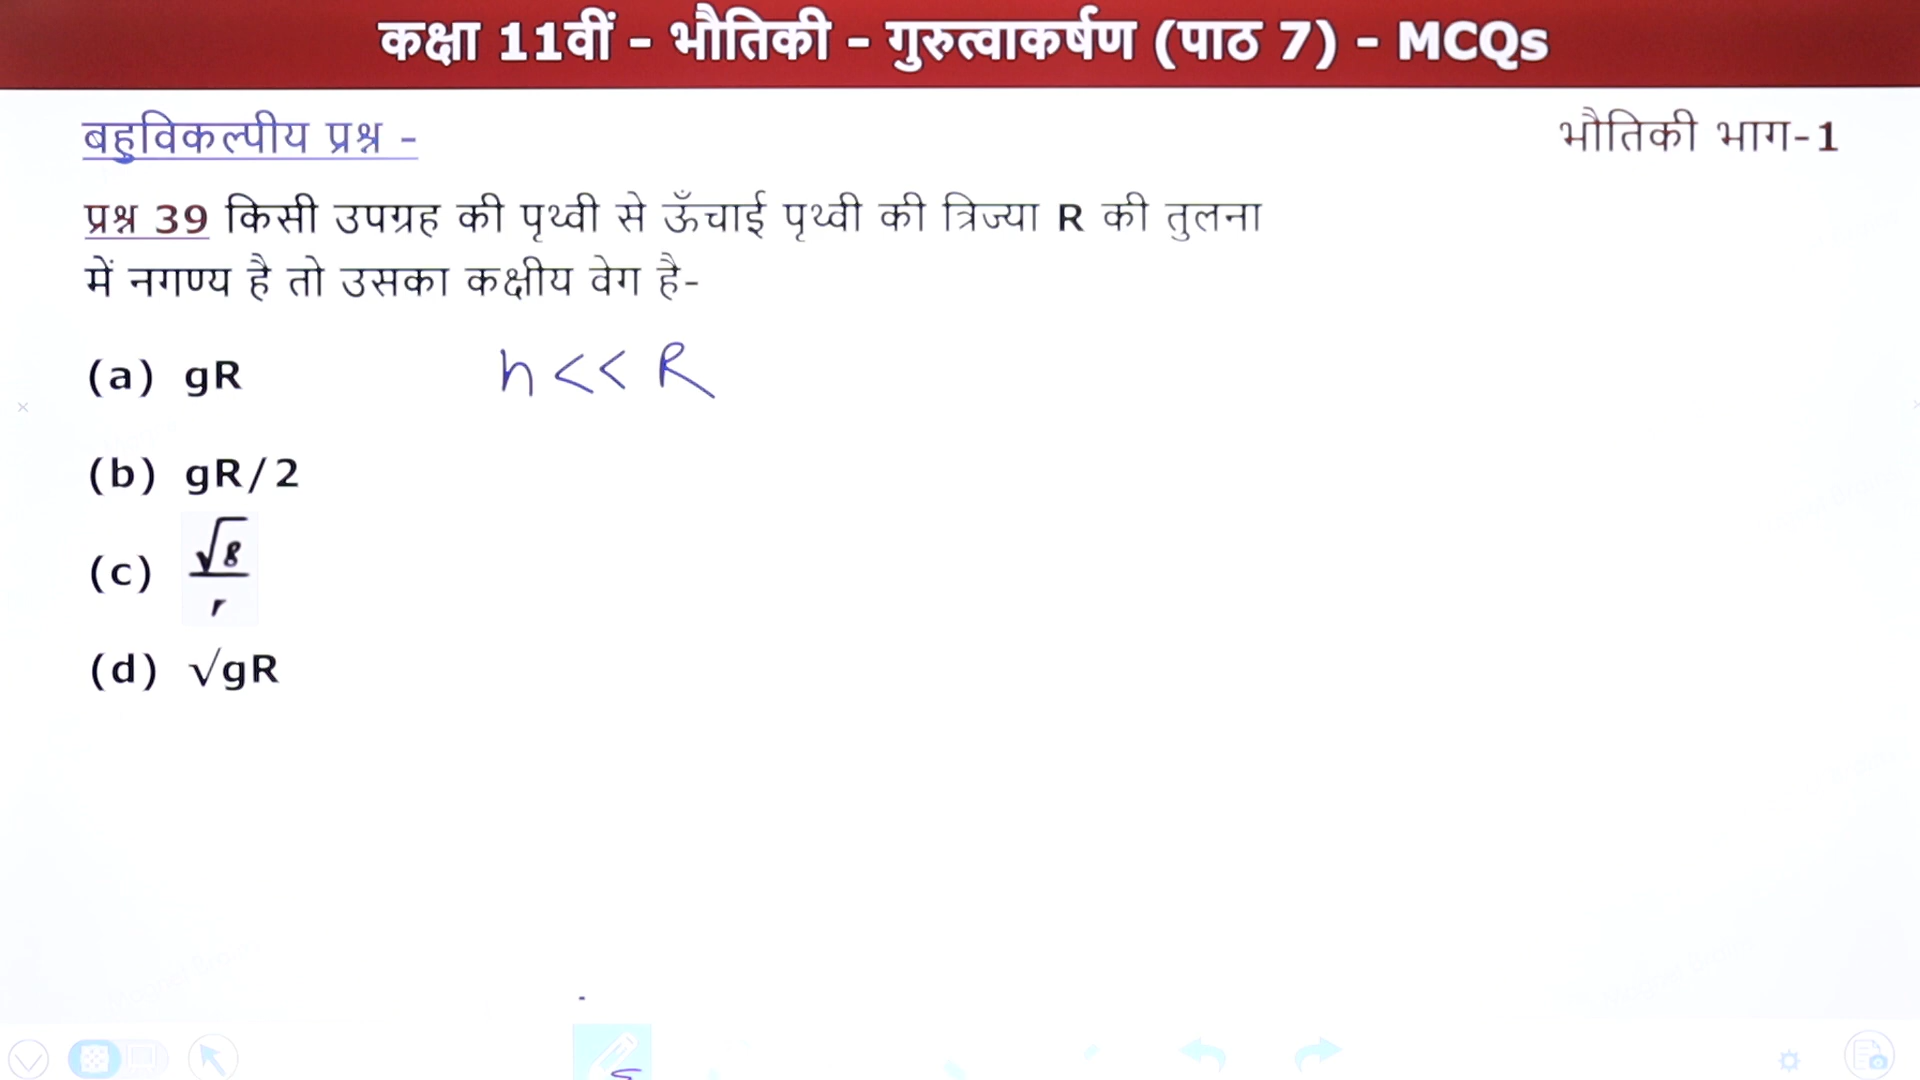 कक्षा 11वीं - भौतिकी - गुरुत्वाकर्षण (पाठ 7) - MCQs
बहुविकल्पीय प्रश्न -
भौतिकी भाग-1
प्रश्न 39 किसी उपग्रह की पृथ्वी से ऊँचाई पृथ्वी की त्रिज्या R की तुलना
में नगण्य है तो उसका कक्षीय वेग है-
(a) gR
h << R
(b) gR/2
(c) √g/r
(d) √gR